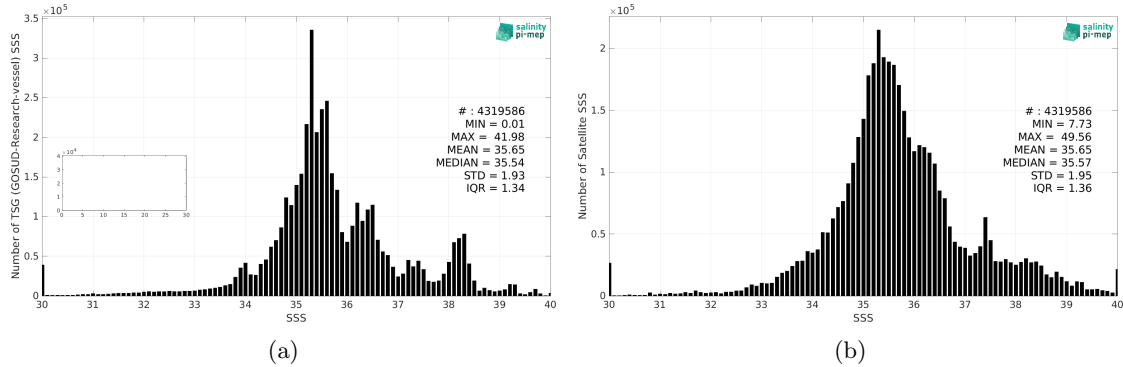 ×10⁵
3.5
3
2.5
2
1.5
1
0.5
0
Number of TSG (GOSUD-Research-vessel) SSS
salinity
pi-mep
# : 4319586
MIN = 0.01
MAX = 41.98
MEAN = 35.65
MEDIAN = 35.54
STD = 1.93
IQR = 1.34
×10⁴
4
3
2
1
0
0 5 10 15 20 25 30
30 31 32 33 34 35 36 37 38 39 40
SSS
(a)
×10⁵
2
1.5
1
0.5
0
Number of Satellite SSS
salinity
pi-mep
# : 4319586
MIN = 7.73
MAX = 49.56
MEAN = 35.65
MEDIAN = 35.57
STD = 1.95
IQR = 1.36
30 31 32 33 34 35 36 37 38 39 40
SSS
(b)